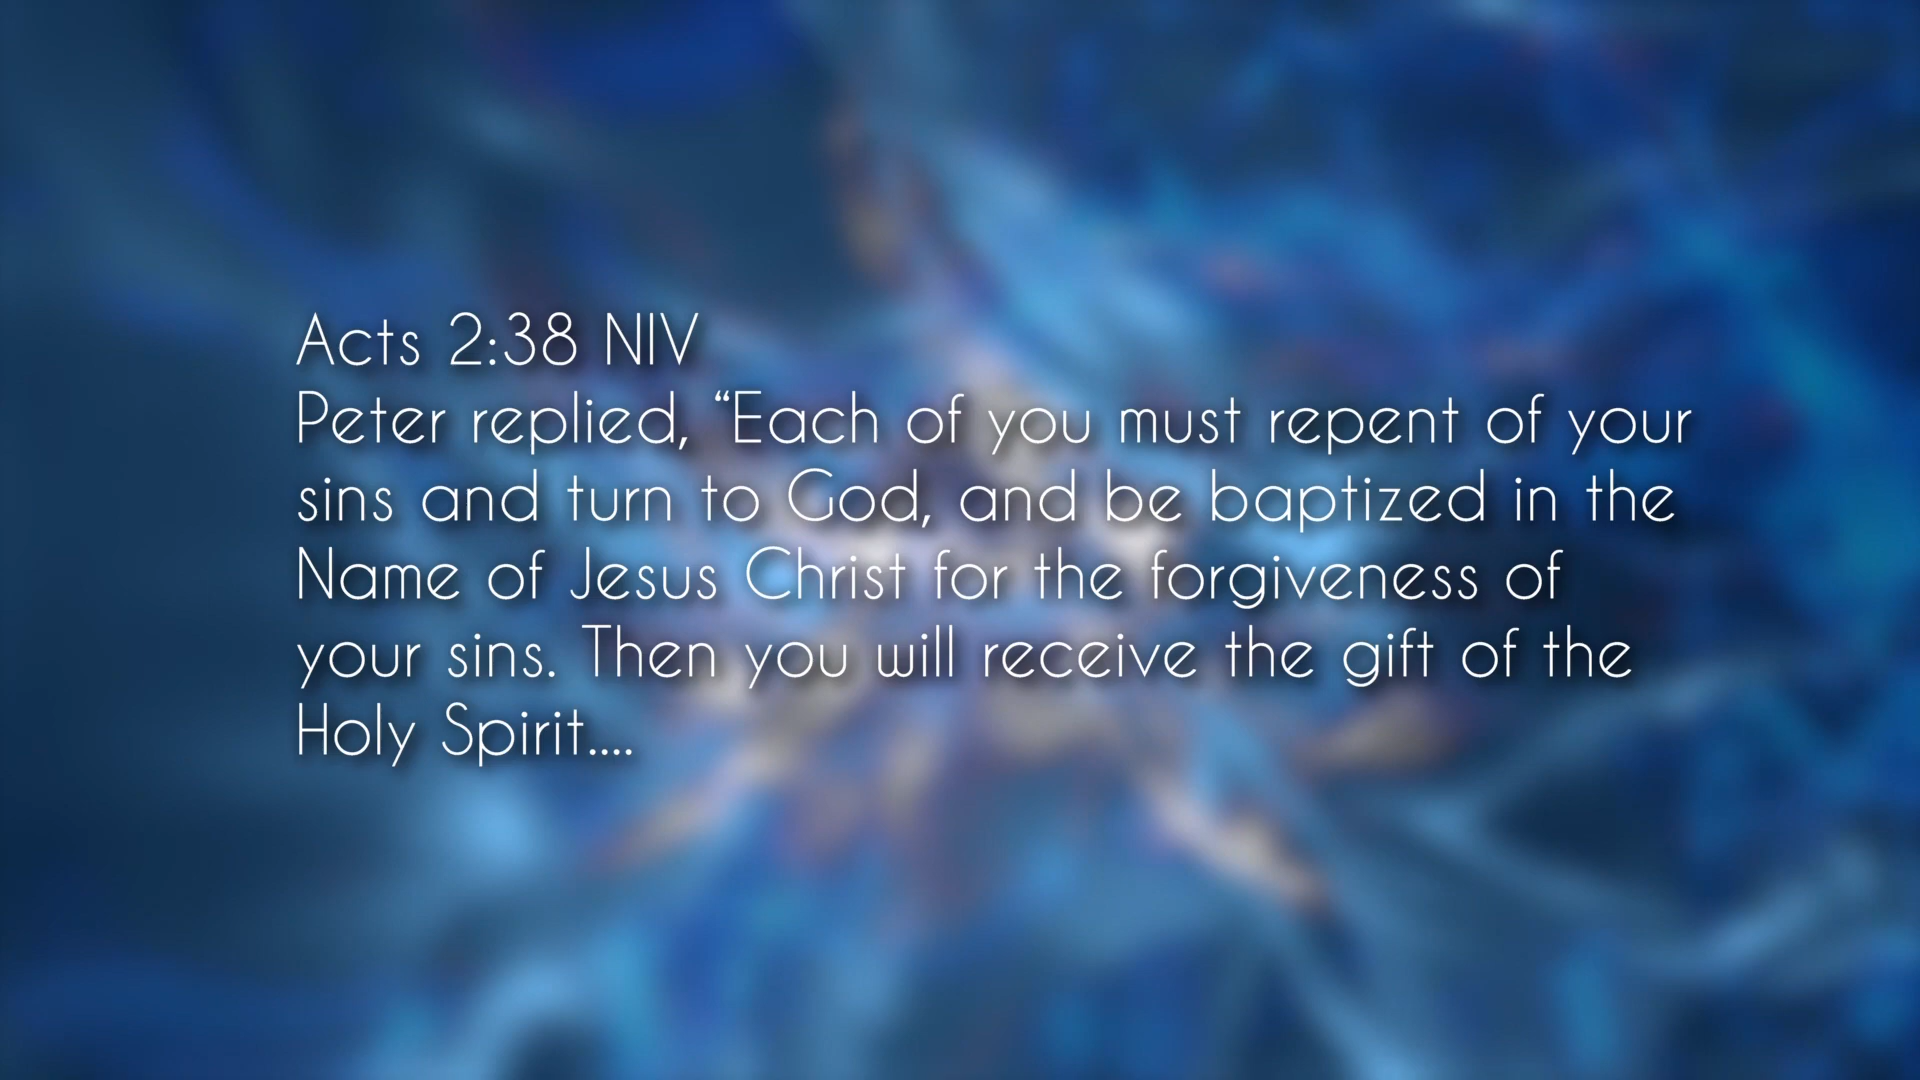 Acts 2:38 NIV
Peter replied, “Each of you must repent of your
sins and turn to God, and be baptized in the
Name of Jesus Christ for the forgiveness of
your sins. Then you will receive the gift of the
Holy Spirit....